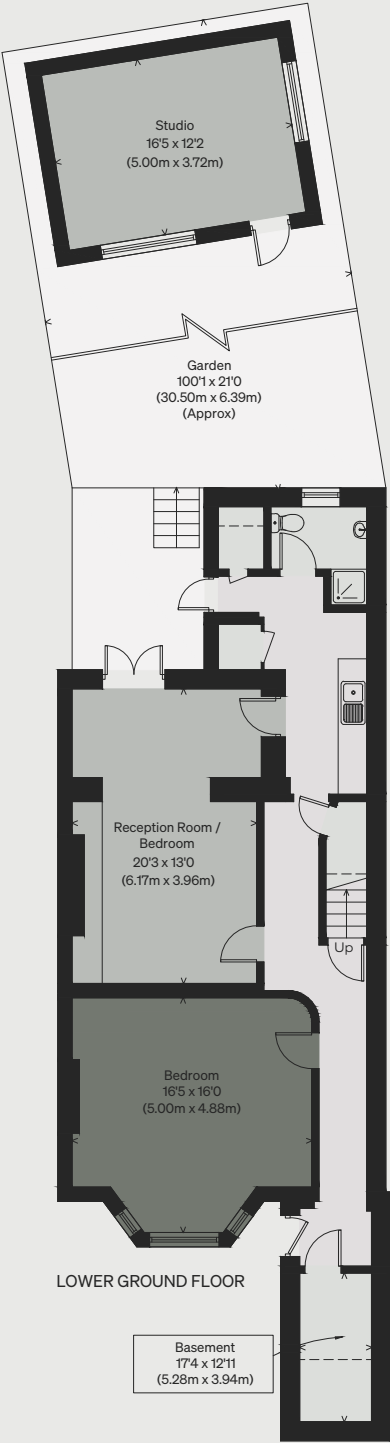 Studio
16'5 x 12'2
(5.00m x 3.72m)
Garden
100'1 x 21'0
(30.50m x 6.39m)
(Approx)
Reception Room /
Bedroom
20'3 x 13'0
(6.17m x 3.96m)
Up
Bedroom
16'5 x 16'0
(5.00m x 4.88m)
LOWER GROUND FLOOR
Basement
17'4 x 12'11
(5.28m x 3.94m)